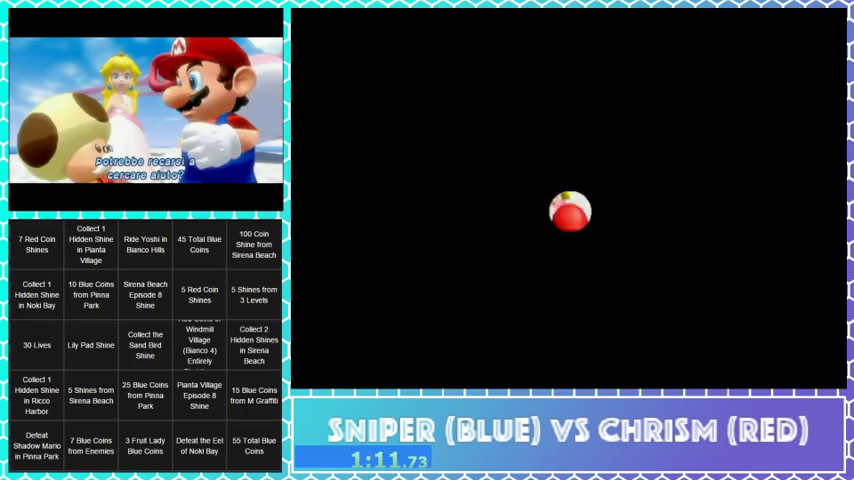 Potrebbe recarsi a
cercare aiuto?
7 Red Coin
Shines
Collect 1
Hidden Shine
in Pianta
Village
Ride Yoshi in
Bianco Hills
45 Total Blue
Coins
100 Coin
Shine from
Sirena Beach
Collect 1
Hidden Shine
in Noki Bay
10 Blue Coins
from Pinna
Park
Sirena Beach
Episode 8
Shine
5 Red Coin
Shines
5 Shines from
3 Levels
30 Lives
Lily Pad Shine
Collect the
Sand Bird
Shine
Windmill
Village
(Bianco 4)
Entirely
Collect 2
Hidden Shines
in Sirena
Beach
Collect 1
Hidden Shine
in Ricco
Harbor
5 Shines from
Sirena Beach
25 Blue Coins
from Pinna
Park
Pianta Village
Episode 8
Shine
15 Blue Coins
from M Graffiti
Defeat
Shadow Mario
in Pinna Park
7 Blue Coins
from Enemies
3 Fruit Lady
Blue Coins
Defeat the Eel
of Noki Bay
55 Total Blue
Coins
SNIPER (BLUE) VS CHRISM (RED)
1:11.73